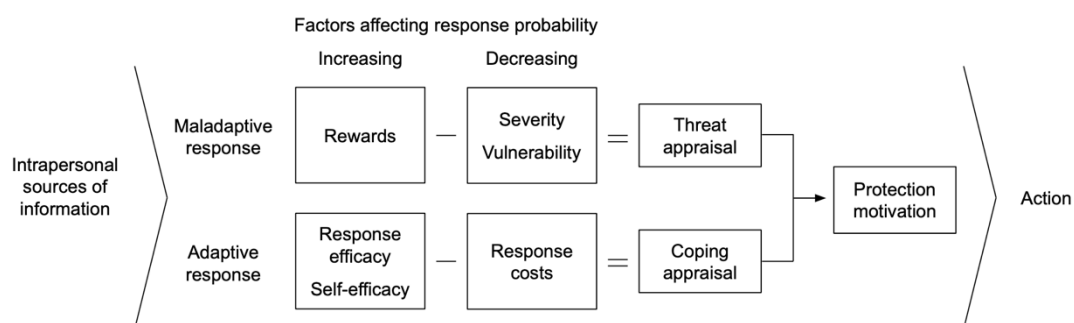 Factors affecting response probability
Increasing
Decreasing
Maladaptive
response
Rewards
Severity
Vulnerability
Threat
appraisal
Intrapersonal
sources of
information
Protection
motivation
Action
Adaptive
response
Response
efficacy
Self-efficacy
Response
costs
Coping
appraisal